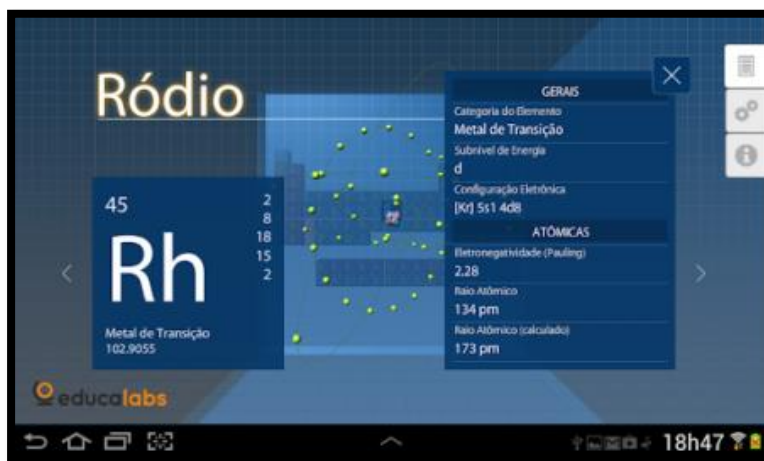 Ródio
45
2
8
18
15
2
Rh
Metal de Transição
102.9055
GERAIS
Categoria do Elemento
Metal de Transição
Subnível de Energia
d
Configuração Eletrônica
[Kr] 5s1 4d8
ATÔMICAS
Eletronegatividade (Pauling)
2.28
Raio Atômico
134 pm
Raio Atômico (calculado)
173 pm
educalabs
18h47